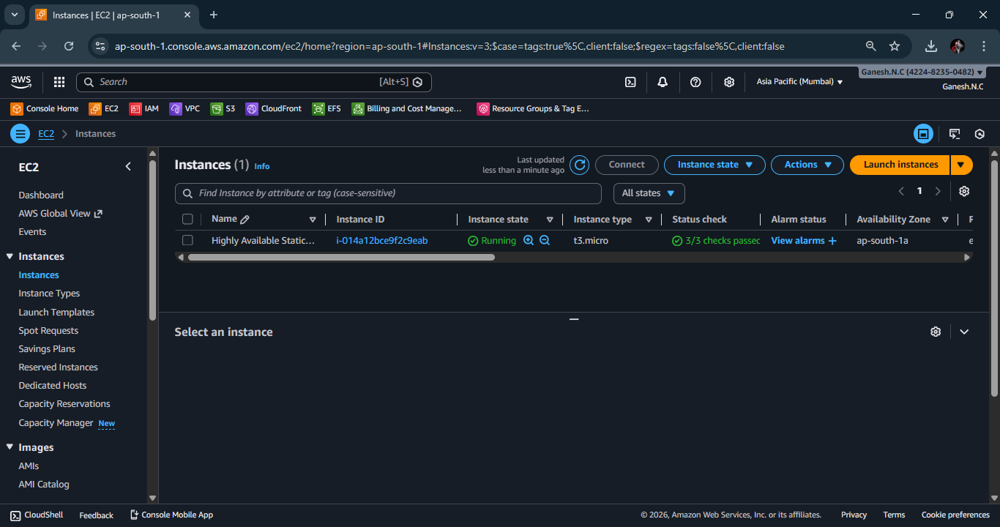 Instances | EC2 | ap-south-1
ap-south-1.console.aws.amazon.com/ec2/home?region=ap-south-1#Instances:v=3;$case=tags:true%5C,client:false;$regex=tags:false%5C,client:false
aws
Search
[Alt+S]
Asia Pacific (Mumbai)
Ganesh.N.C (4224-8235-0482)
Ganesh.N.C
Console Home
EC2
IAM
VPC
S3
CloudFront
EFS
Billing and Cost Manage...
Resource Groups & Tag E...
EC2
Instances
EC2
Dashboard
AWS Global View
Events
Instances
Instances
Instance Types
Launch Templates
Spot Requests
Savings Plans
Reserved Instances
Dedicated Hosts
Capacity Reservations
Capacity Manager New
Images
AMIs
AMI Catalog
Instances (1) Info
Last updated
less than a minute ago
Connect
Instance state
Actions
Launch instances
Find Instance by attribute or tag (case-sensitive)
All states
1
Name
Instance ID
Instance state
Instance type
Status check
Alarm status
Availability Zone
Highly Available Static...
i-014a12bce9f2c9eab
Running
t3.micro
3/3 checks passed
View alarms
ap-south-1a
Select an instance
CloudShell
Feedback
Console Mobile App
© 2026, Amazon Web Services, Inc. or its affiliates.
Privacy
Terms
Cookie preferences